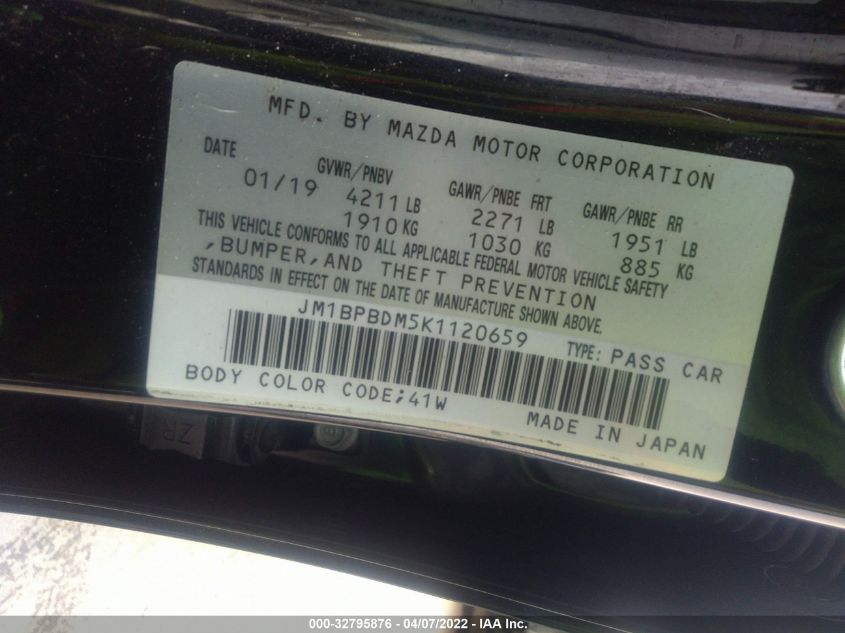 MFD. BY MAZDA MOTOR CORPORATION
DATE GVWR/PNBV GAWR/PNBE FRT GAWR/PNBE RR
01/19 4211 LB 2271 LB 1951 LB
1910 KG 1030 KG 885 KG
THIS VEHICLE CONFORMS TO ALL APPLICABLE FEDERAL MOTOR VEHICLE SAFETY
,BUMPER,AND THEFT PREVENTION
STANDARDS IN EFFECT ON THE DATE OF MANUFACTURE SHOWN ABOVE.
JM1BPBDM5K1120659
TYPE: PASS CAR
BODY COLOR CODE;41W
MADE IN JAPAN
ZR
000-32795876 - 04/07/2022 - IAA Inc.